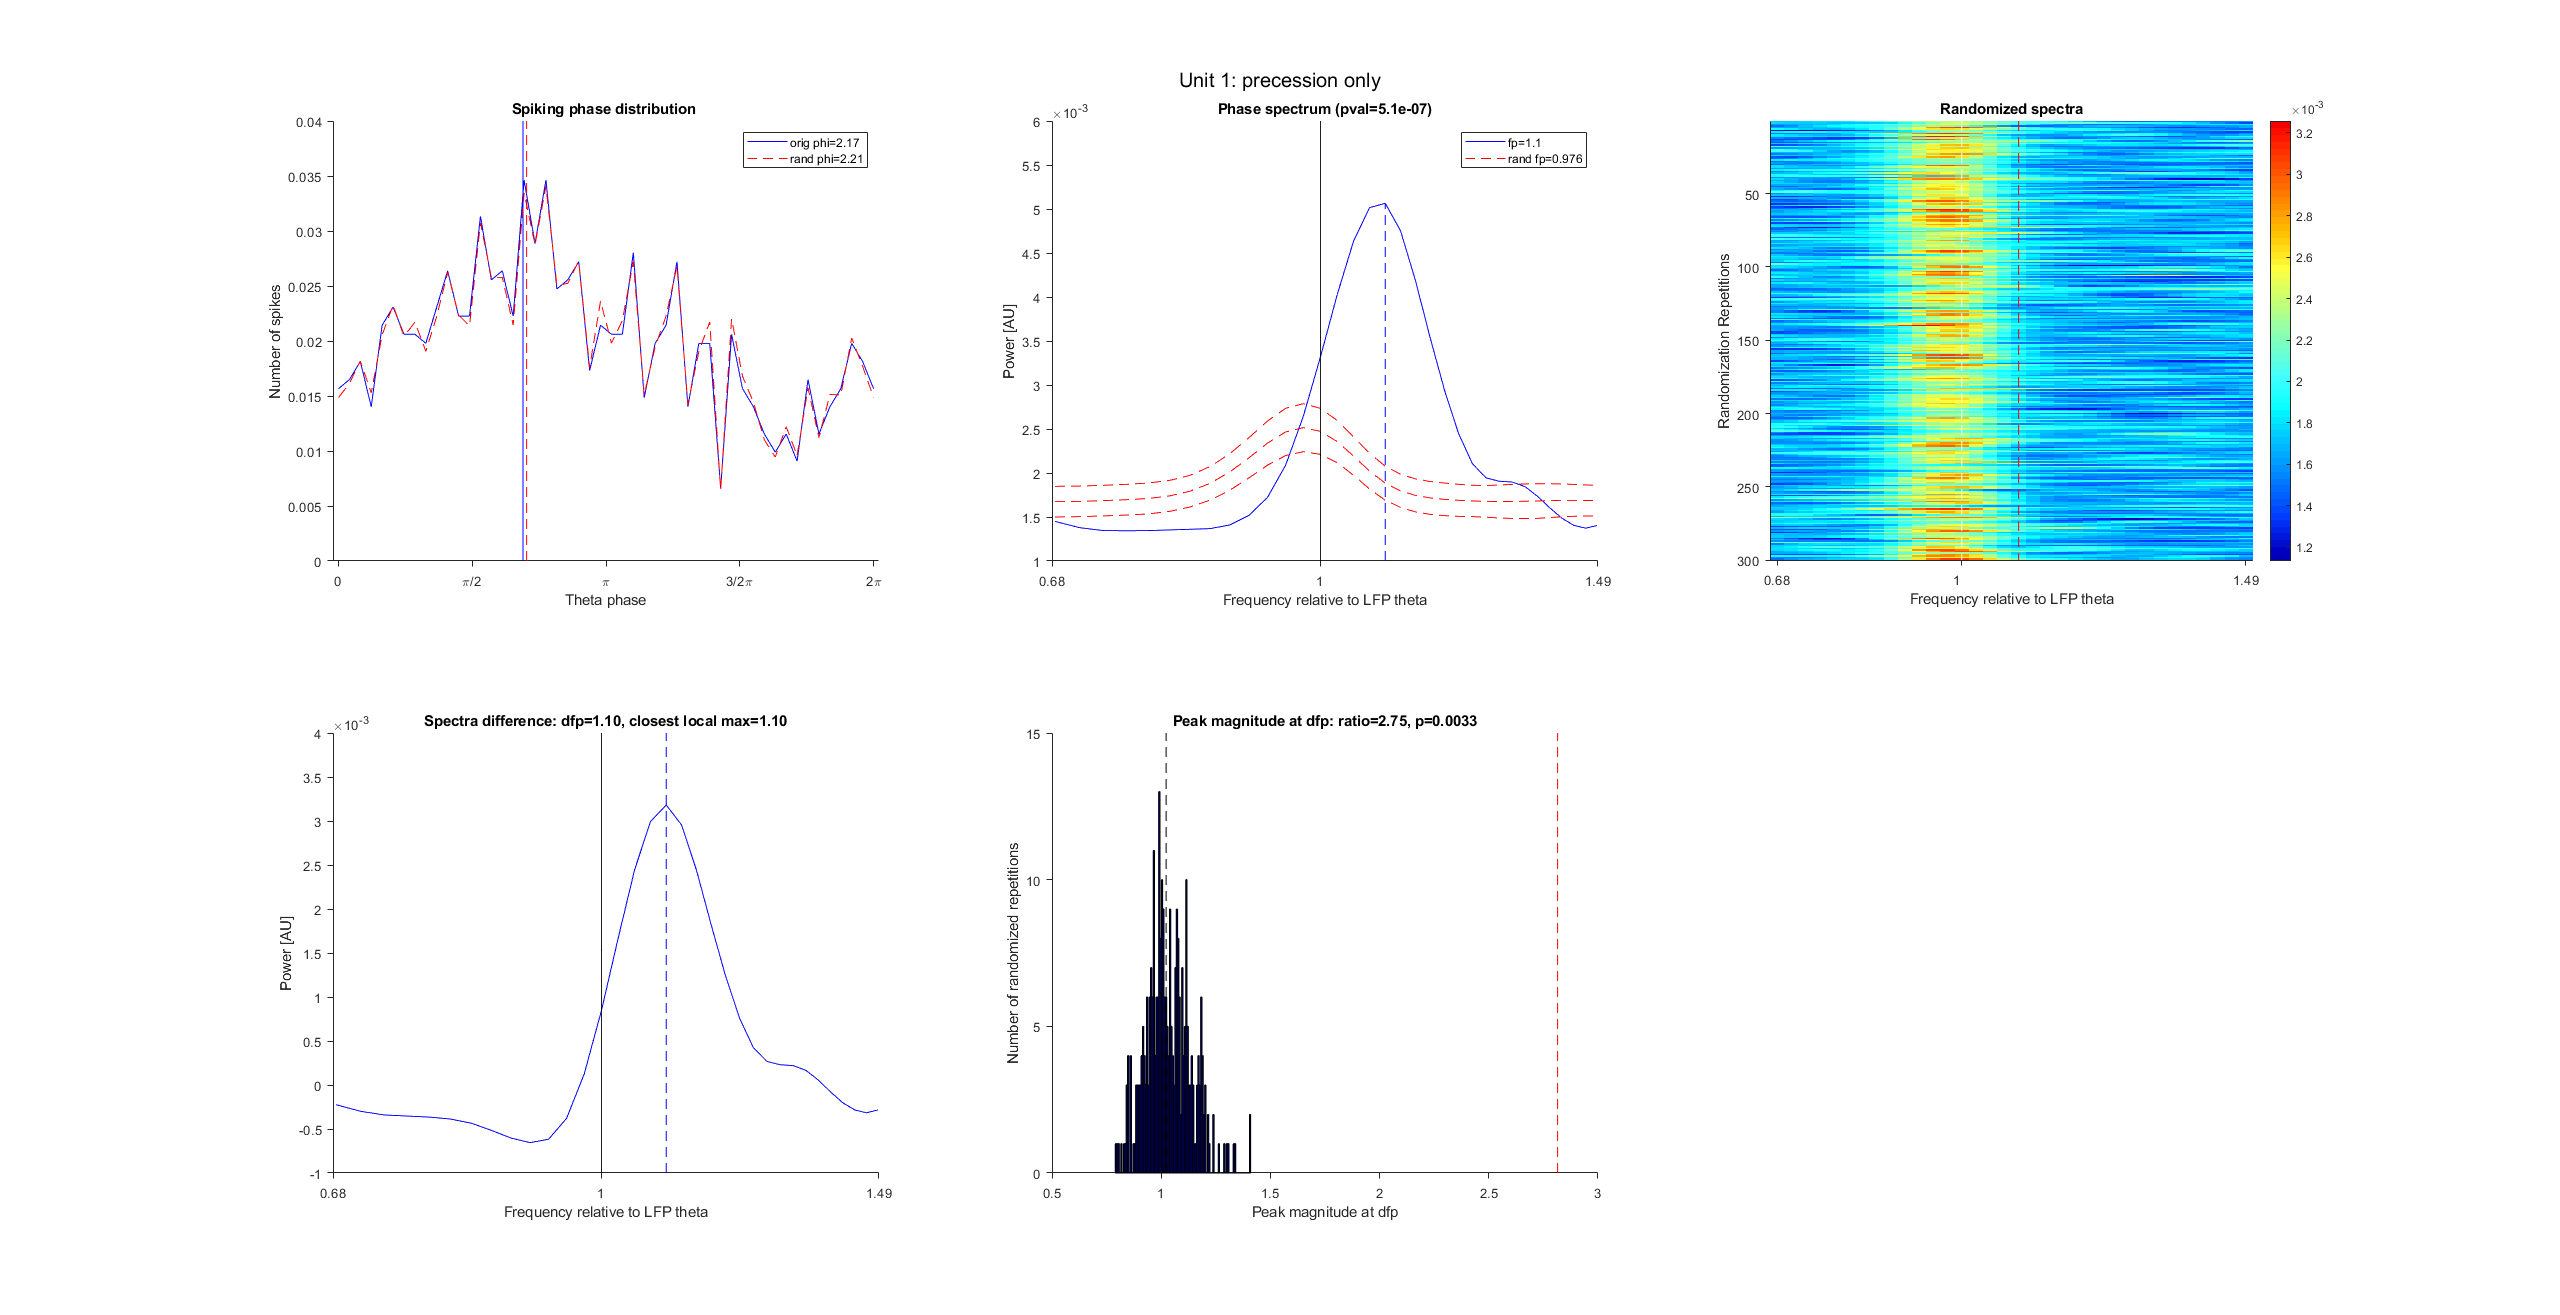 Unit 1: precession only
Spiking phase distribution
0.04
0.035
0.03
0.025
0.02
0.015
0.01
0.005
0
Number of spikes
orig phi=2.17
rand phi=2.21
0 π/2 π 3/2π 2π
Theta phase
Phase spectrum (pval=5.1e-07)
×10-3
6
5.5
5
4.5
4
3.5
3
2.5
2
1.5
1
Power [AU]
fp=1.1
rand fp=0.976
0.68 1 1.49
Frequency relative to LFP theta
Randomized spectra
50
100
150
200
250
300
Randomization Repetitions
0.68 1 1.49
Frequency relative to LFP theta
×10-3
3.2
3
2.8
2.6
2.4
2.2
2
1.8
1.6
1.4
1.2
Spectra difference: dfp=1.10, closest local max=1.10
×10-3
4
3.5
3
2.5
2
1.5
1
0.5
0
-0.5
-1
Power [AU]
0.68 1 1.49
Frequency relative to LFP theta
Peak magnitude at dfp: ratio=2.75, p=0.0033
15
10
5
0
Number of randomized repetitions
0.5 1 1.5 2 2.5 3
Peak magnitude at dfp